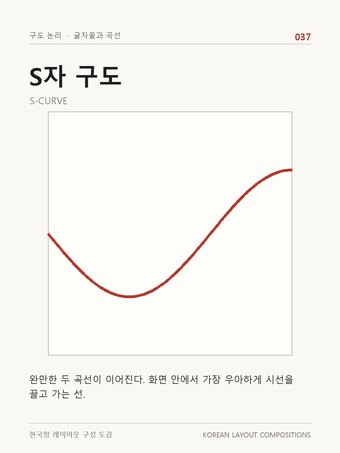 구도 논리 · 글자꼴과 곡선
037
S자 구도
S-CURVE
완만한 두 곡선이 이어진다. 화면 안에서 가장 우아하게 시선을
끌고 가는 선.
한국형 레이아웃 구성 도감
KOREAN LAYOUT COMPOSITIONS